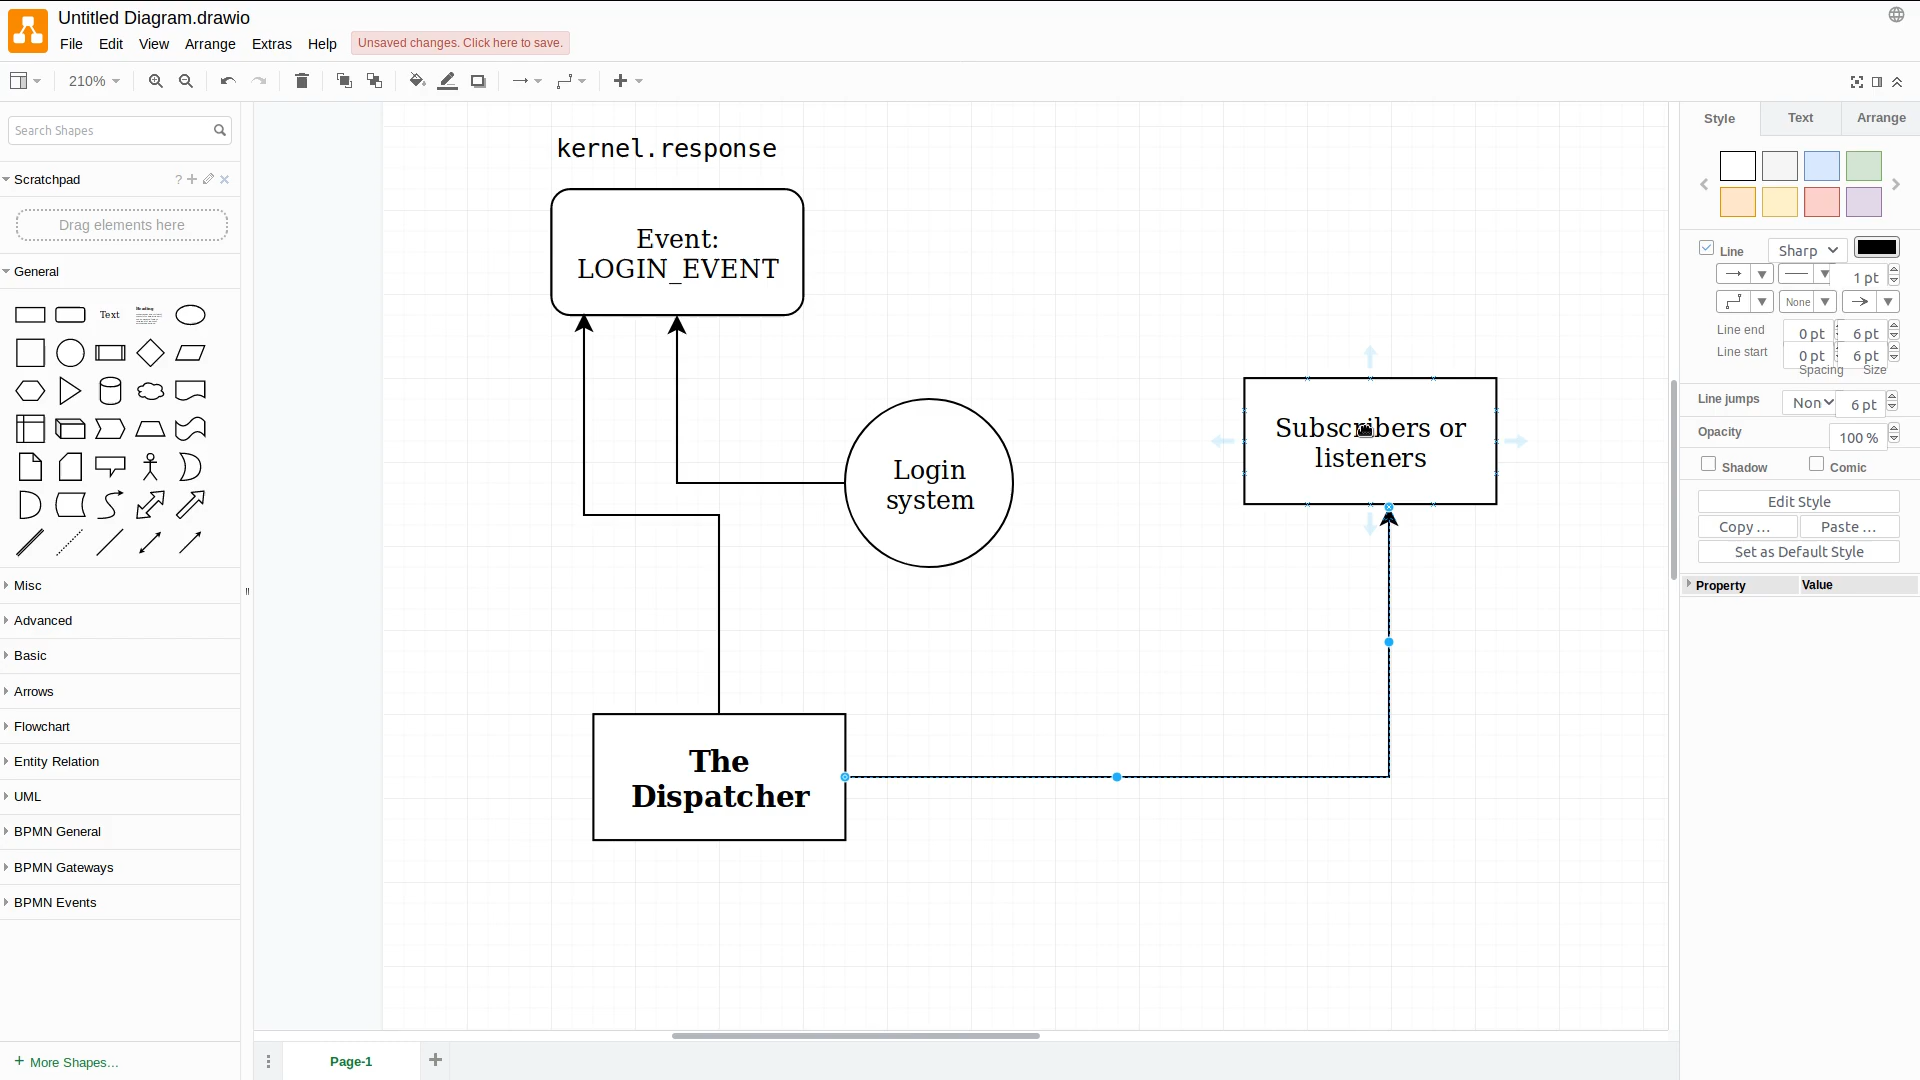 Untitled Diagram.drawio
File Edit View Arrange Extras Help Unsaved changes. Click here to save.
210%
Search Shapes
Scratchpad ?
Drag elements here
General
Text Heading
Misc
Advanced
Basic
Arrows
Flowchart
Entity Relation
UML
BPMN General
BPMN Gateways
BPMN Events
+ More Shapes...
kernel.response
Event:
LOGIN_EVENT
Login
system
Subscribers or
listeners
The
Dispatcher
Page-1
Style Text Arrange
Line Sharp
1 pt
None
Line end 0 pt 6 pt
Line start 0 pt 6 pt
Spacing Size
Line jumps Non 6 pt
Opacity 100 %
Shadow Comic
Edit Style
Copy ... Paste ...
Set as Default Style
Property Value